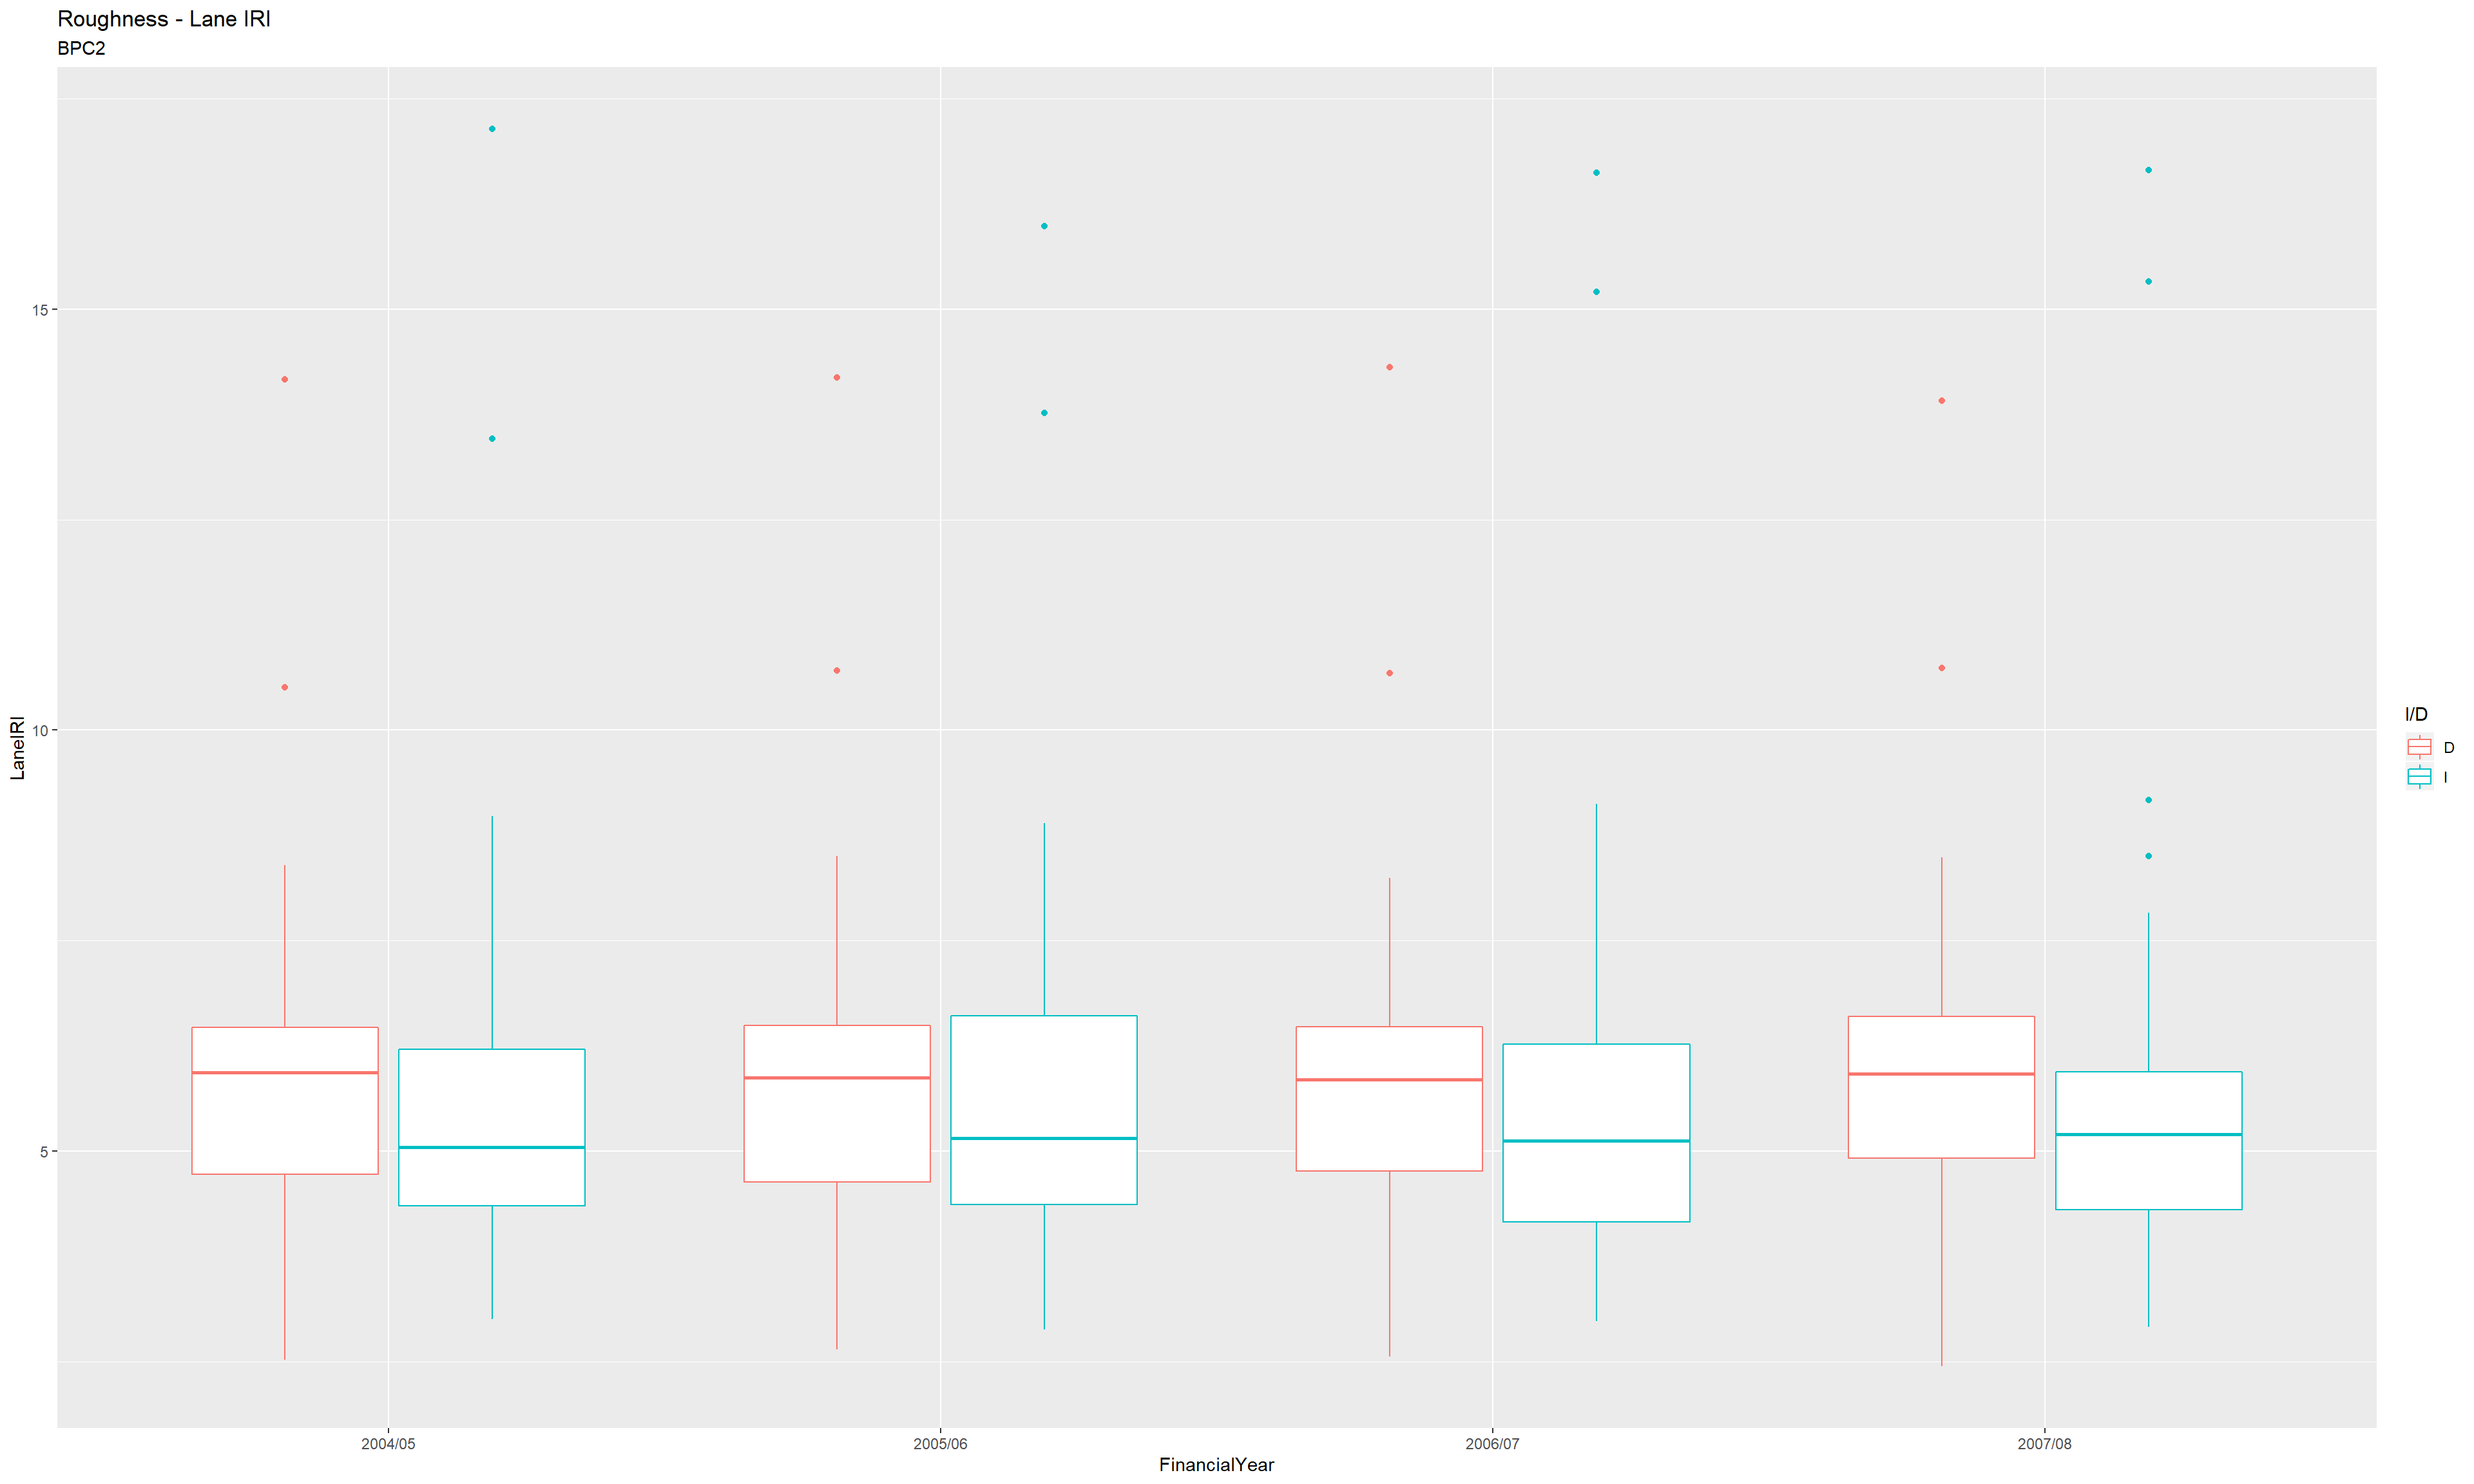 Roughness - Lane IRI
BPC2
15
10
5
LaneIRI
2004/05
2005/06
2006/07
2007/08
FinancialYear
I/D
D
I